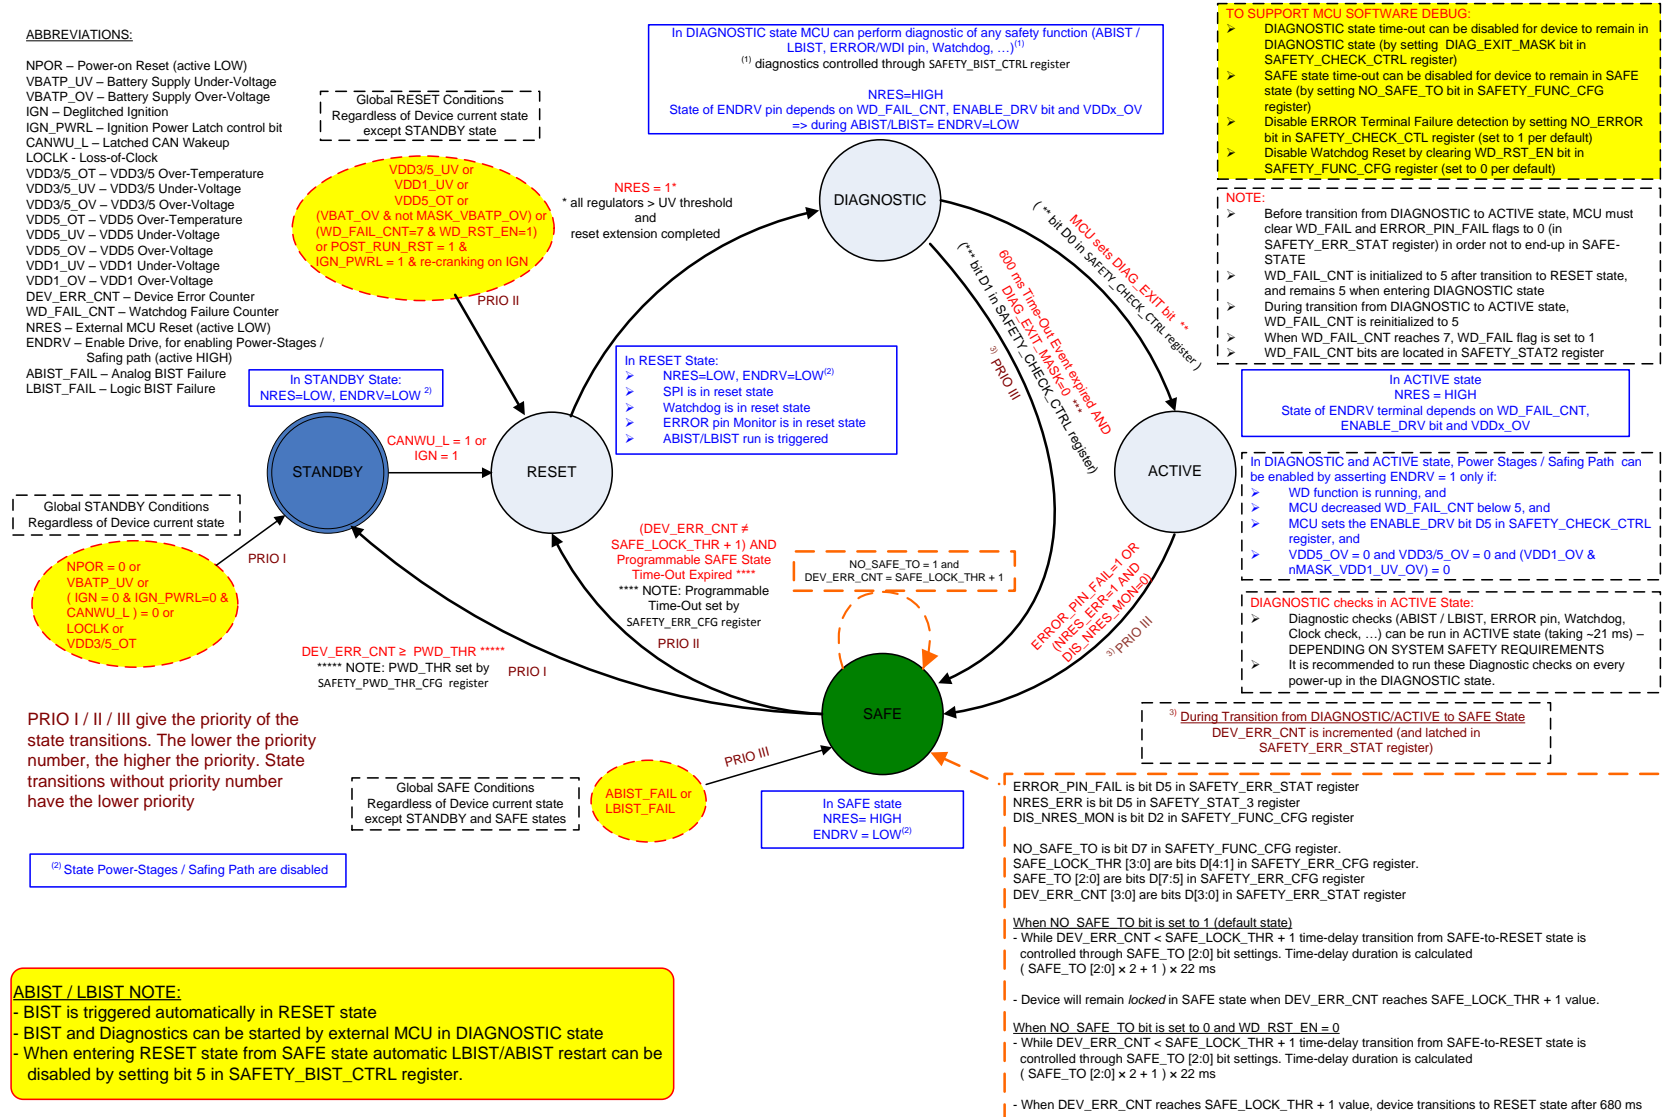 ABBREVIATIONS:
NPOR – Power-on Reset (active LOW)
VBATP_UV – Battery Supply Under-Voltage
VBATP_OV – Battery Supply Over-Voltage
IGN – Deglitched Ignition
IGN_PWRL – Ignition Power Latch control bit
CANWU_L – Latched CAN Wakeup
LOCLK - Loss-of-Clock
VDD3/5_OT – VDD3/5 Over-Temperature
VDD3/5_UV – VDD3/5 Under-Voltage
VDD3/5_OV – VDD3/5 Over-Voltage
VDD5_OT – VDD5 Over-Temperature
VDD5_UV – VDD5 Under-Voltage
VDD5_OV – VDD5 Over-Voltage
VDD1_UV – VDD1 Under-Voltage
VDD1_OV – VDD1 Over-Voltage
DEV_ERR_CNT – Device Error Counter
WD_FAIL_CNT – Watchdog Failure Counter
NRES – External MCU Reset (active LOW)
ENDRV – Enable Drive, for enabling Power-Stages /
Safing path (active HIGH)
ABIST_FAIL – Analog BIST Failure
LBIST_FAIL – Logic BIST Failure
Global RESET Conditions
Regardless of Device current state
except STANDBY state
VDD3/5_UV or
VDD1_UV or
VDD5_OT or
(VBAT_OV & not MASK_VBATP_OV) or
(WD_FAIL_CNT=7 & WD_RST_EN=1)
or POST_RUN_RST = 1 &
IGN_PWRL = 1 & re-cranking on IGN
PRIO II
NRES = 1*
* all regulators > UV threshold
and
reset extension completed
In DIAGNOSTIC state MCU can perform diagnostic of any safety function (ABIST /
LBIST, ERROR/WDI pin, Watchdog, …)(1)
(1) diagnostics controlled through SAFETY_BIST_CTRL register
NRES=HIGH
State of ENDRV pin depends on WD_FAIL_CNT, ENABLE_DRV bit and VDDx_OV
=> during ABIST/LBIST= ENDRV=LOW
DIAGNOSTIC
TO SUPPORT MCU SOFTWARE DEBUG:
➢ DIAGNOSTIC state time-out can be disabled for device to remain in
DIAGNOSTIC state (by setting DIAG_EXIT_MASK bit in
SAFETY_CHECK_CTRL register)
➢ SAFE state time-out can be disabled for device to remain in SAFE
state (by setting NO_SAFE_TO bit in SAFETY_FUNC_CFG
register)
➢ Disable ERROR Terminal Failure detection by setting NO_ERROR
bit in SAFETY_CHECK_CTL register (set to 1 per default)
➢ Disable Watchdog Reset by clearing WD_RST_EN bit in
SAFETY_FUNC_CFG register (set to 0 per default)
NOTE:
➢ Before transition from DIAGNOSTIC to ACTIVE state, MCU must
clear WD_FAIL and ERROR_PIN_FAIL flags to 0 (in
SAFETY_ERR_STAT register) in order not to end-up in SAFE-
STATE
➢ WD_FAIL_CNT is initialized to 5 after transition to RESET state,
and remains 5 when entering DIAGNOSTIC state
➢ During transition from DIAGNOSTIC to ACTIVE state,
WD_FAIL_CNT is reinitialized to 5
➢ When WD_FAIL_CNT reaches 7, WD_FAIL flag is set to 1
➢ WD_FAIL_CNT bits are located in SAFETY_STAT2 register
MCU sets DIAG_EXIT bit **
( ** bit D0 in SAFETY_CHECK_CTRL register )
600 ms Time-Out Event expired AND
DIAG_EXIT_MASK=0 ***
(*** bit D1 in SAFETY_CHECK_CTRL register)
3) PRIO III
In STANDBY State:
NRES=LOW, ENDRV=LOW 2)
In RESET State:
➢ NRES=LOW, ENDRV=LOW(2)
➢ SPI is in reset state
➢ Watchdog is in reset state
➢ ERROR pin Monitor is in reset state
➢ ABIST/LBIST run is triggered
In ACTIVE state
NRES = HIGH
State of ENDRV terminal depends on WD_FAIL_CNT,
ENABLE_DRV bit and VDDx_OV
STANDBY
CANWU_L = 1 or
IGN = 1
RESET
ACTIVE
In DIAGNOSTIC and ACTIVE state, Power Stages / Safing Path can
be enabled by asserting ENDRV = 1 only if:
➢ WD function is running, and
➢ MCU decreased WD_FAIL_CNT below 5, and
➢ MCU sets the ENABLE_DRV bit D5 in SAFETY_CHECK_CTRL
register, and
➢ VDD5_OV = 0 and VDD3/5_OV = 0 and (VDD1_OV &
nMASK_VDD1_UV_OV) = 0
Global STANDBY Conditions
Regardless of Device current state
PRIO I
NPOR = 0 or
VBATP_UV or
( IGN = 0 & IGN_PWRL=0 &
CANWU_L ) = 0 or
LOCLK or
VDD3/5_OT
(DEV_ERR_CNT ≠
SAFE_LOCK_THR + 1) AND
Programmable SAFE State
Time-Out Expired ****
**** NOTE: Programmable
Time-Out set by
SAFETY_ERR_CFG register
PRIO II
NO_SAFE_TO = 1 and
DEV_ERR_CNT = SAFE_LOCK_THR + 1
ERROR_PIN_FAIL=1 OR
(NRES_ERR=1 AND
DIS_NRES_MON=0)
3) PRIO III
DIAGNOSTIC checks in ACTIVE State:
➢ Diagnostic checks (ABIST / LBIST, ERROR pin, Watchdog,
Clock check, …) can be run in ACTIVE state (taking ~21 ms) –
DEPENDING ON SYSTEM SAFETY REQUIREMENTS
➢ It is recommended to run these Diagnostic checks on every
power-up in the DIAGNOSTIC state.
DEV_ERR_CNT ≥ PWD_THR *****
***** NOTE: PWD_THR set by
SAFETY_PWD_THR_CFG register
PRIO I
SAFE
PRIO I / II / III give the priority of the
state transitions. The lower the priority
number, the higher the priority. State
transitions without priority number
have the lower priority
3) During Transition from DIAGNOSTIC/ACTIVE to SAFE State
DEV_ERR_CNT is incremented (and latched in
SAFETY_ERR_STAT register)
Global SAFE Conditions
Regardless of Device current state
except STANDBY and SAFE states
ABIST_FAIL or
LBIST_FAIL
PRIO III
In SAFE state
NRES= HIGH
ENDRV = LOW(2)
(2) State Power-Stages / Safing Path are disabled
ERROR_PIN_FAIL is bit D5 in SAFETY_ERR_STAT register
NRES_ERR is bit D5 in SAFETY_STAT_3 register
DIS_NRES_MON is bit D2 in SAFETY_FUNC_CFG register
NO_SAFE_TO is bit D7 in SAFETY_FUNC_CFG register.
SAFE_LOCK_THR [3:0] are bits D[4:1] in SAFETY_ERR_CFG register.
SAFE_TO [2:0] are bits D[7:5] in SAFETY_ERR_CFG register
DEV_ERR_CNT [3:0] are bits D[3:0] in SAFETY_ERR_STAT register
When NO_SAFE_TO bit is set to 1 (default state)
- While DEV_ERR_CNT < SAFE_LOCK_THR + 1 time-delay transition from SAFE-to-RESET state is
controlled through SAFE_TO [2:0] bit settings. Time-delay duration is calculated
( SAFE_TO [2:0] × 2 + 1 ) × 22 ms
- Device will remain locked in SAFE state when DEV_ERR_CNT reaches SAFE_LOCK_THR + 1 value.
When NO_SAFE_TO bit is set to 0 and WD_RST_EN = 0
- While DEV_ERR_CNT < SAFE_LOCK_THR + 1 time-delay transition from SAFE-to-RESET state is
controlled through SAFE_TO [2:0] bit settings. Time-delay duration is calculated
( SAFE_TO [2:0] × 2 + 1 ) × 22 ms
- When DEV_ERR_CNT reaches SAFE_LOCK_THR + 1 value, device transitions to RESET state after 680 ms
ABIST / LBIST NOTE:
- BIST is triggered automatically in RESET state
- BIST and Diagnostics can be started by external MCU in DIAGNOSTIC state
- When entering RESET state from SAFE state automatic LBIST/ABIST restart can be
disabled by setting bit 5 in SAFETY_BIST_CTRL register.